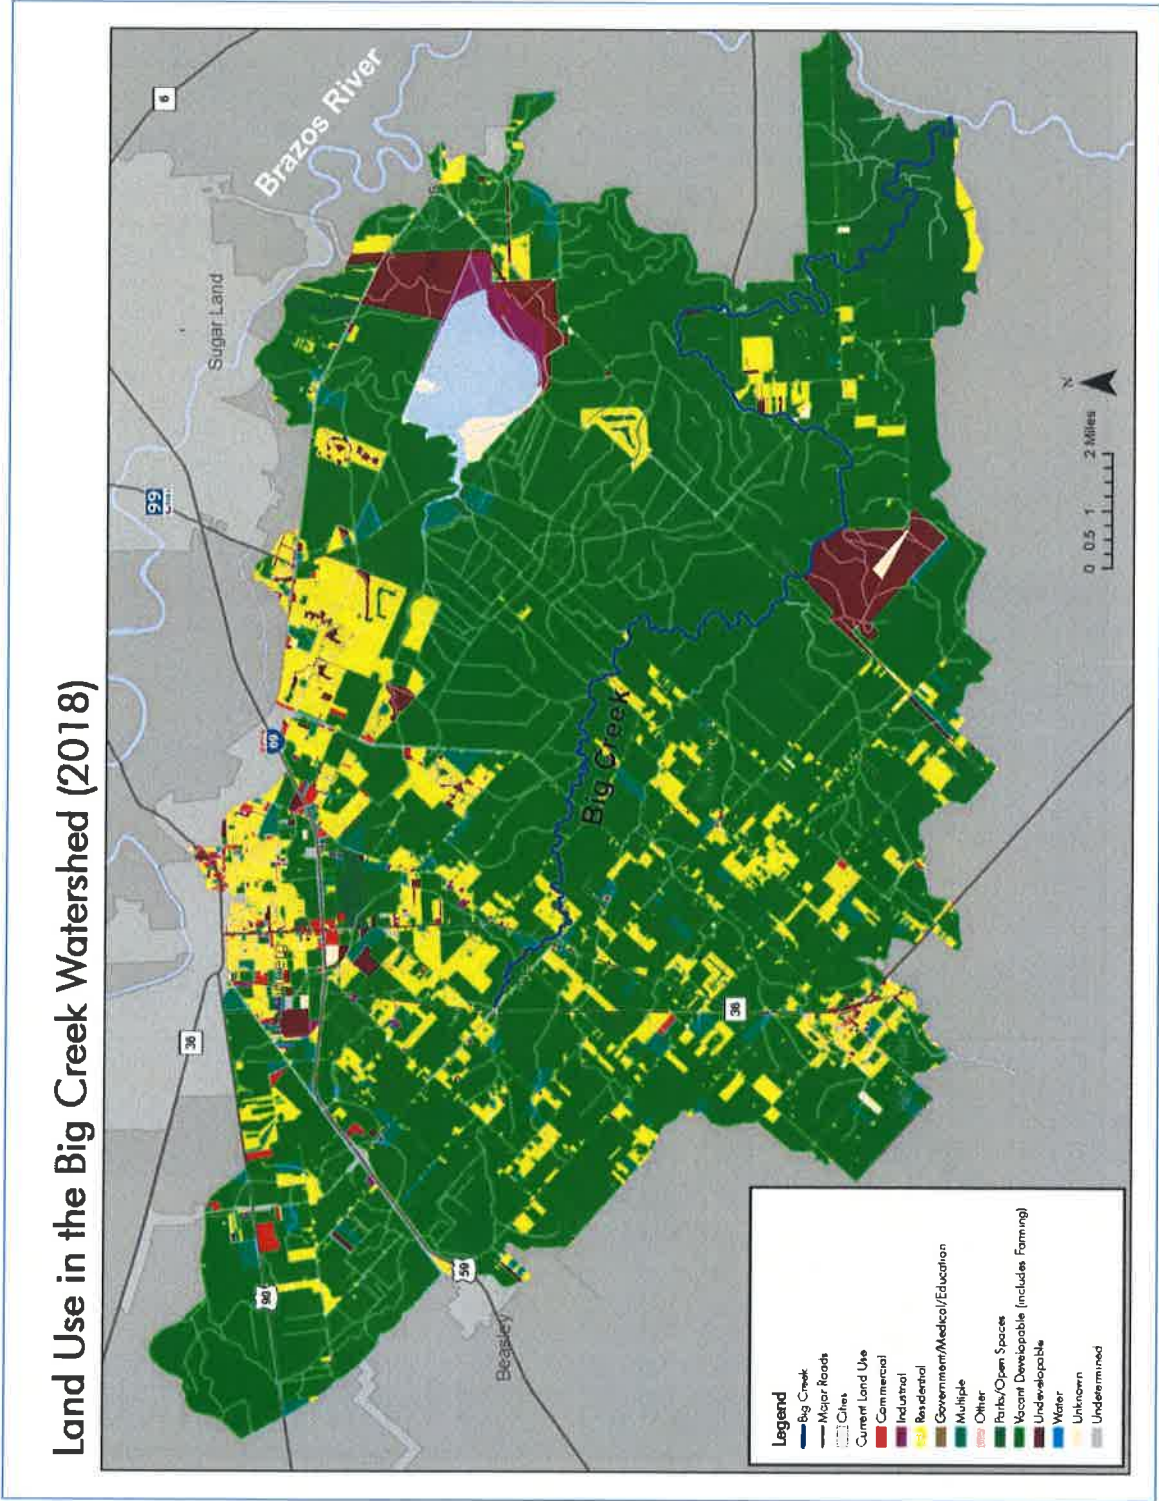 Land Use in the Big Creek Watershed (2018)
6
Brazos River
Sugar Land
99
69
36
90
59
Beasley
Big Creek
36
N
0 0.5 1 2 Miles
Legend
Big Creek
Major Roads
Cities
Current Land Use
Commercial
Industrial
Residential
Government/Medical/Education
Multiple
Other
Parks/Open Spaces
Vacant Developable (includes Farming)
Undevelopable
Water
Unknown
Undetermined